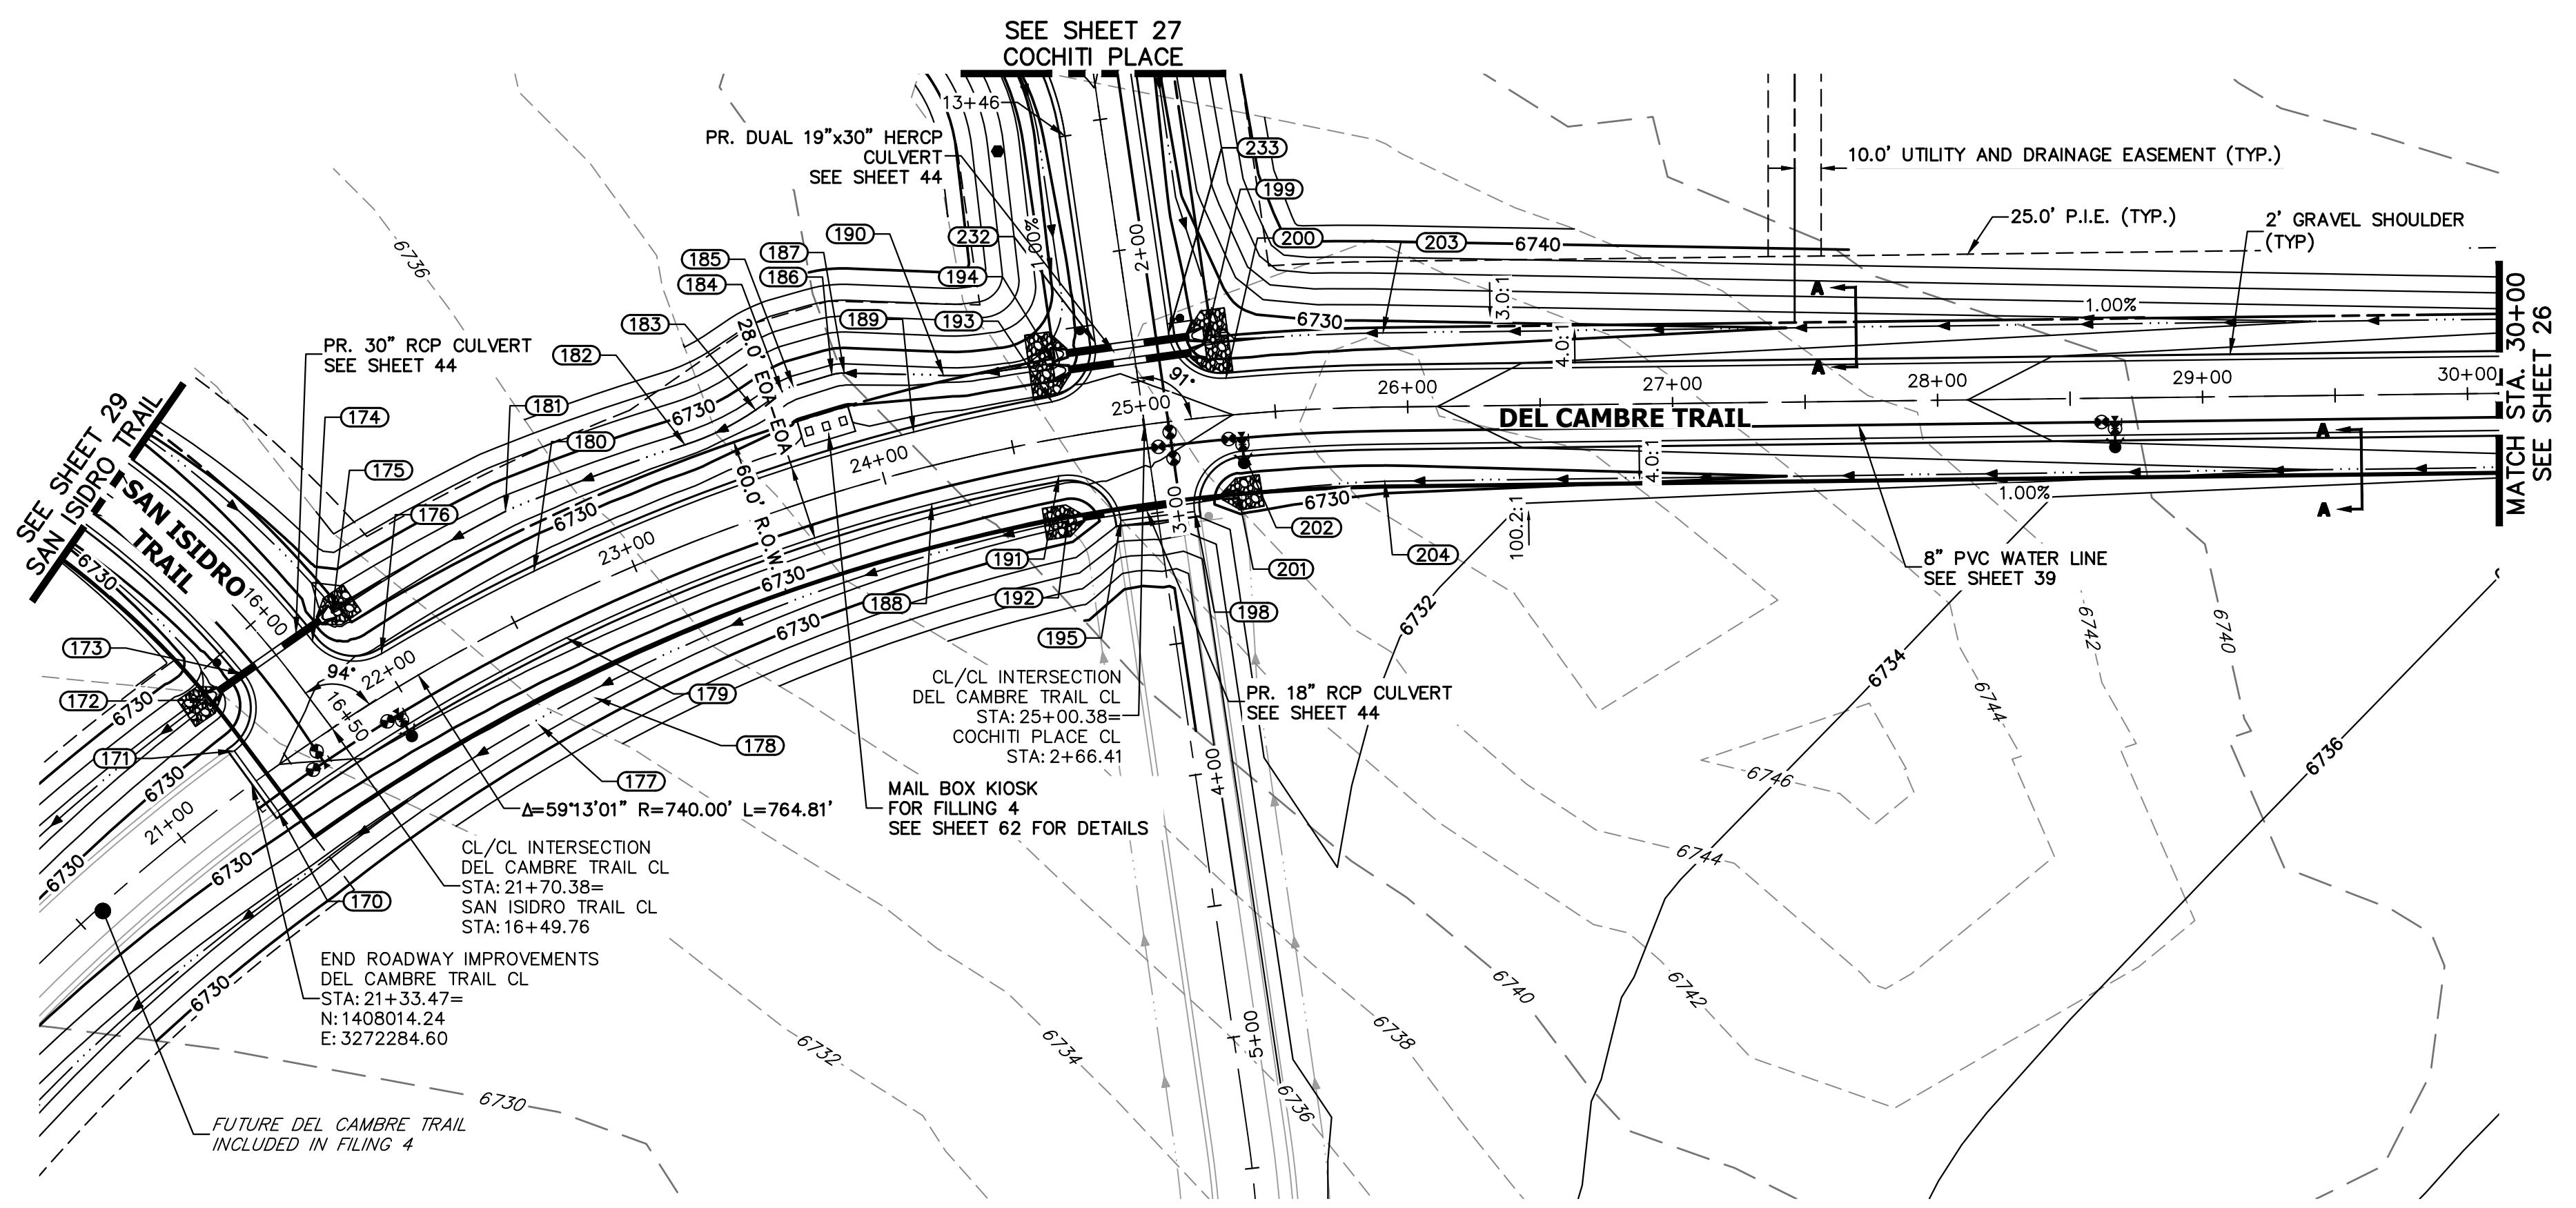 SEE SHEET 27
COCHITI PLACE
13+46
PR. DUAL 19"x30" HERCP
CULVERT
SEE SHEET 44
233
199
10.0' UTILITY AND DRAINAGE EASEMENT (TYP.)
25.0' P.I.E. (TYP.)
2' GRAVEL SHOULDER
(TYP)
6736
185
184
187
186
190
232
194
1.00%
2+00
200
203
6740
183
182
189
193
28.0' EOA-EOA
6730
3.0:1
4.0:1
A
A
1.00%
MATCH STA. 30+00
SEE SHEET 26
PR. 30" RCP CULVERT
SEE SHEET 44
SEE SHEET 29
SAN ISIDRO TRAIL
SAN ISIDRO
TRAIL
174
181
180
175
176
6730
6730
60.0' R.O.W.
24+00
23+00
91°
25+00
26+00
27+00
28+00
29+00
30+00
DEL CAMBRE TRAIL
4.0:1
A
A
1.00%
6730
3+00
6730
16+00
173
172
171
94°
22+00
16+50
6730
6730
6730
6730
6730
191
192
188
195
6730
6730
202
204
201
198
100.2:1
8" PVC WATER LINE
SEE SHEET 39
6732
6734
6736
6742
6740
6744
6746
6744
6742
6740
179
178
177
CL/CL INTERSECTION
DEL CAMBRE TRAIL CL
STA: 25+00.38=
COCHITI PLACE CL
STA: 2+66.41
PR. 18" RCP CULVERT
SEE SHEET 44
4+00
MAIL BOX KIOSK
FOR FILLING 4
SEE SHEET 62 FOR DETAILS
Δ=59°13'01" R=740.00' L=764.81'
21+00
170
CL/CL INTERSECTION
DEL CAMBRE TRAIL CL
STA: 21+70.38=
SAN ISIDRO TRAIL CL
STA: 16+49.76
END ROADWAY IMPROVEMENTS
DEL CAMBRE TRAIL CL
STA: 21+33.47=
N: 1408014.24
E: 3272284.60
6730
6732
6734
5+00
6736
6738
6730
FUTURE DEL CAMBRE TRAIL
INCLUDED IN FILING 4